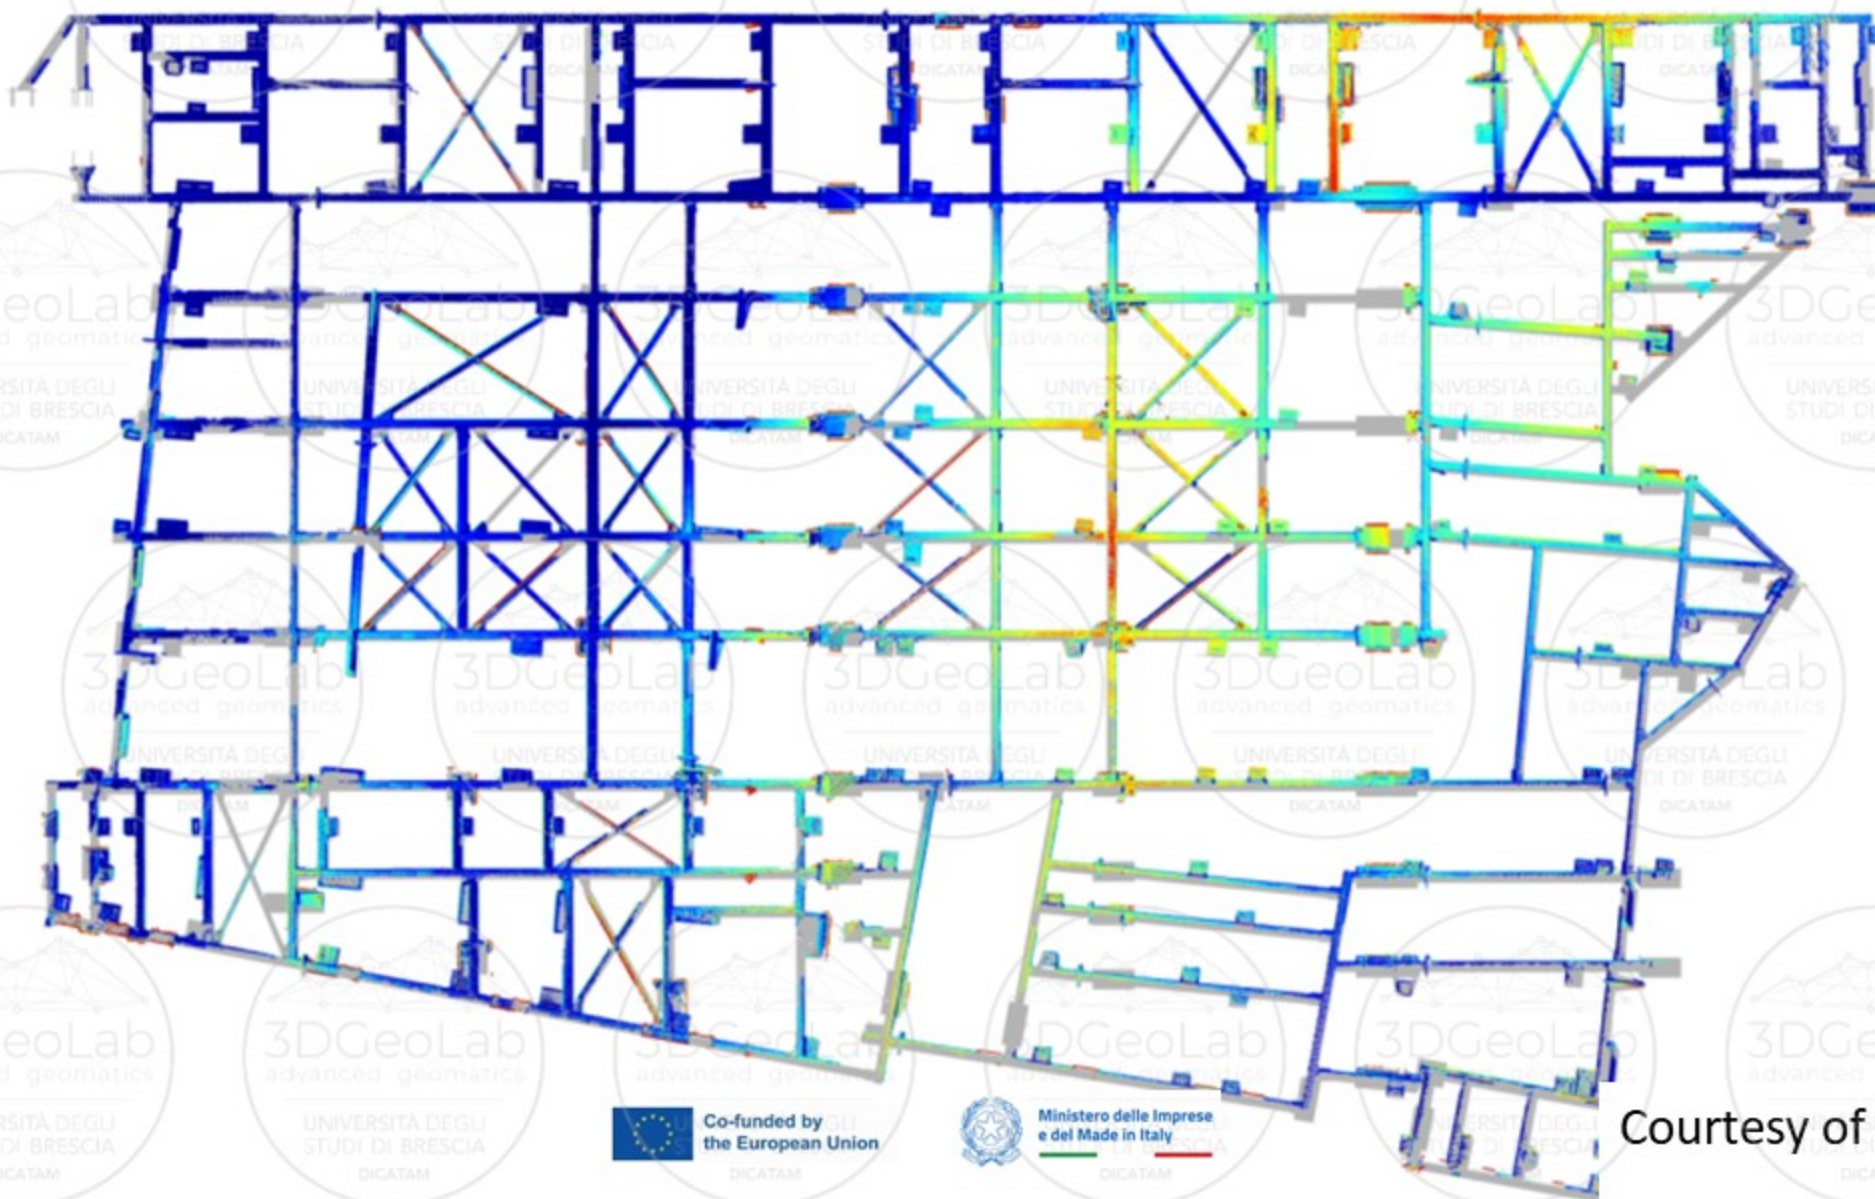 3DGeoLab
advanced geomatics
UNIVERSITÀ DEGLI
STUDI DI BRESCIA
DICATAM
Co-funded by
the European Union
Ministero delle Imprese
e del Made in Italy
Courtesy of